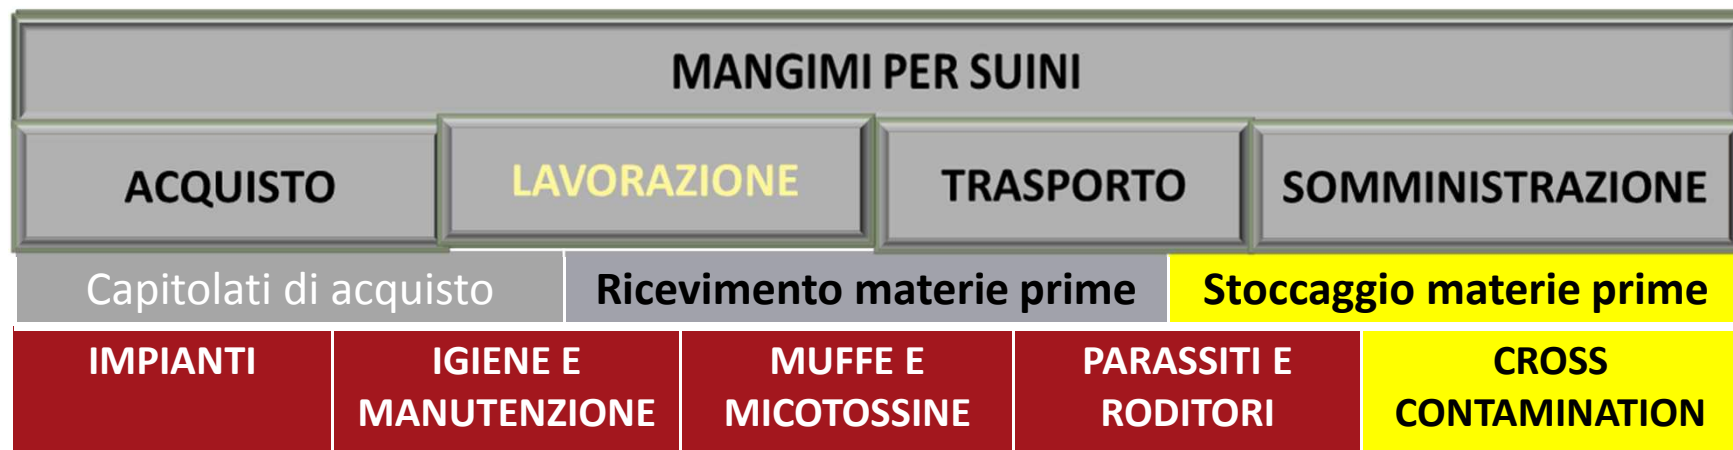 MANGIMI PER SUINI
ACQUISTO LAVORAZIONE TRASPORTO SOMMINISTRAZIONE
Capitolati di acquisto Ricevimento materie prime Stoccaggio materie prime
IMPIANTI
IGIENE E
MANUTENZIONE
MUFFE E
MICOTOSSINE
PARASSITI E
RODITORI
CROSS
CONTAMINATION